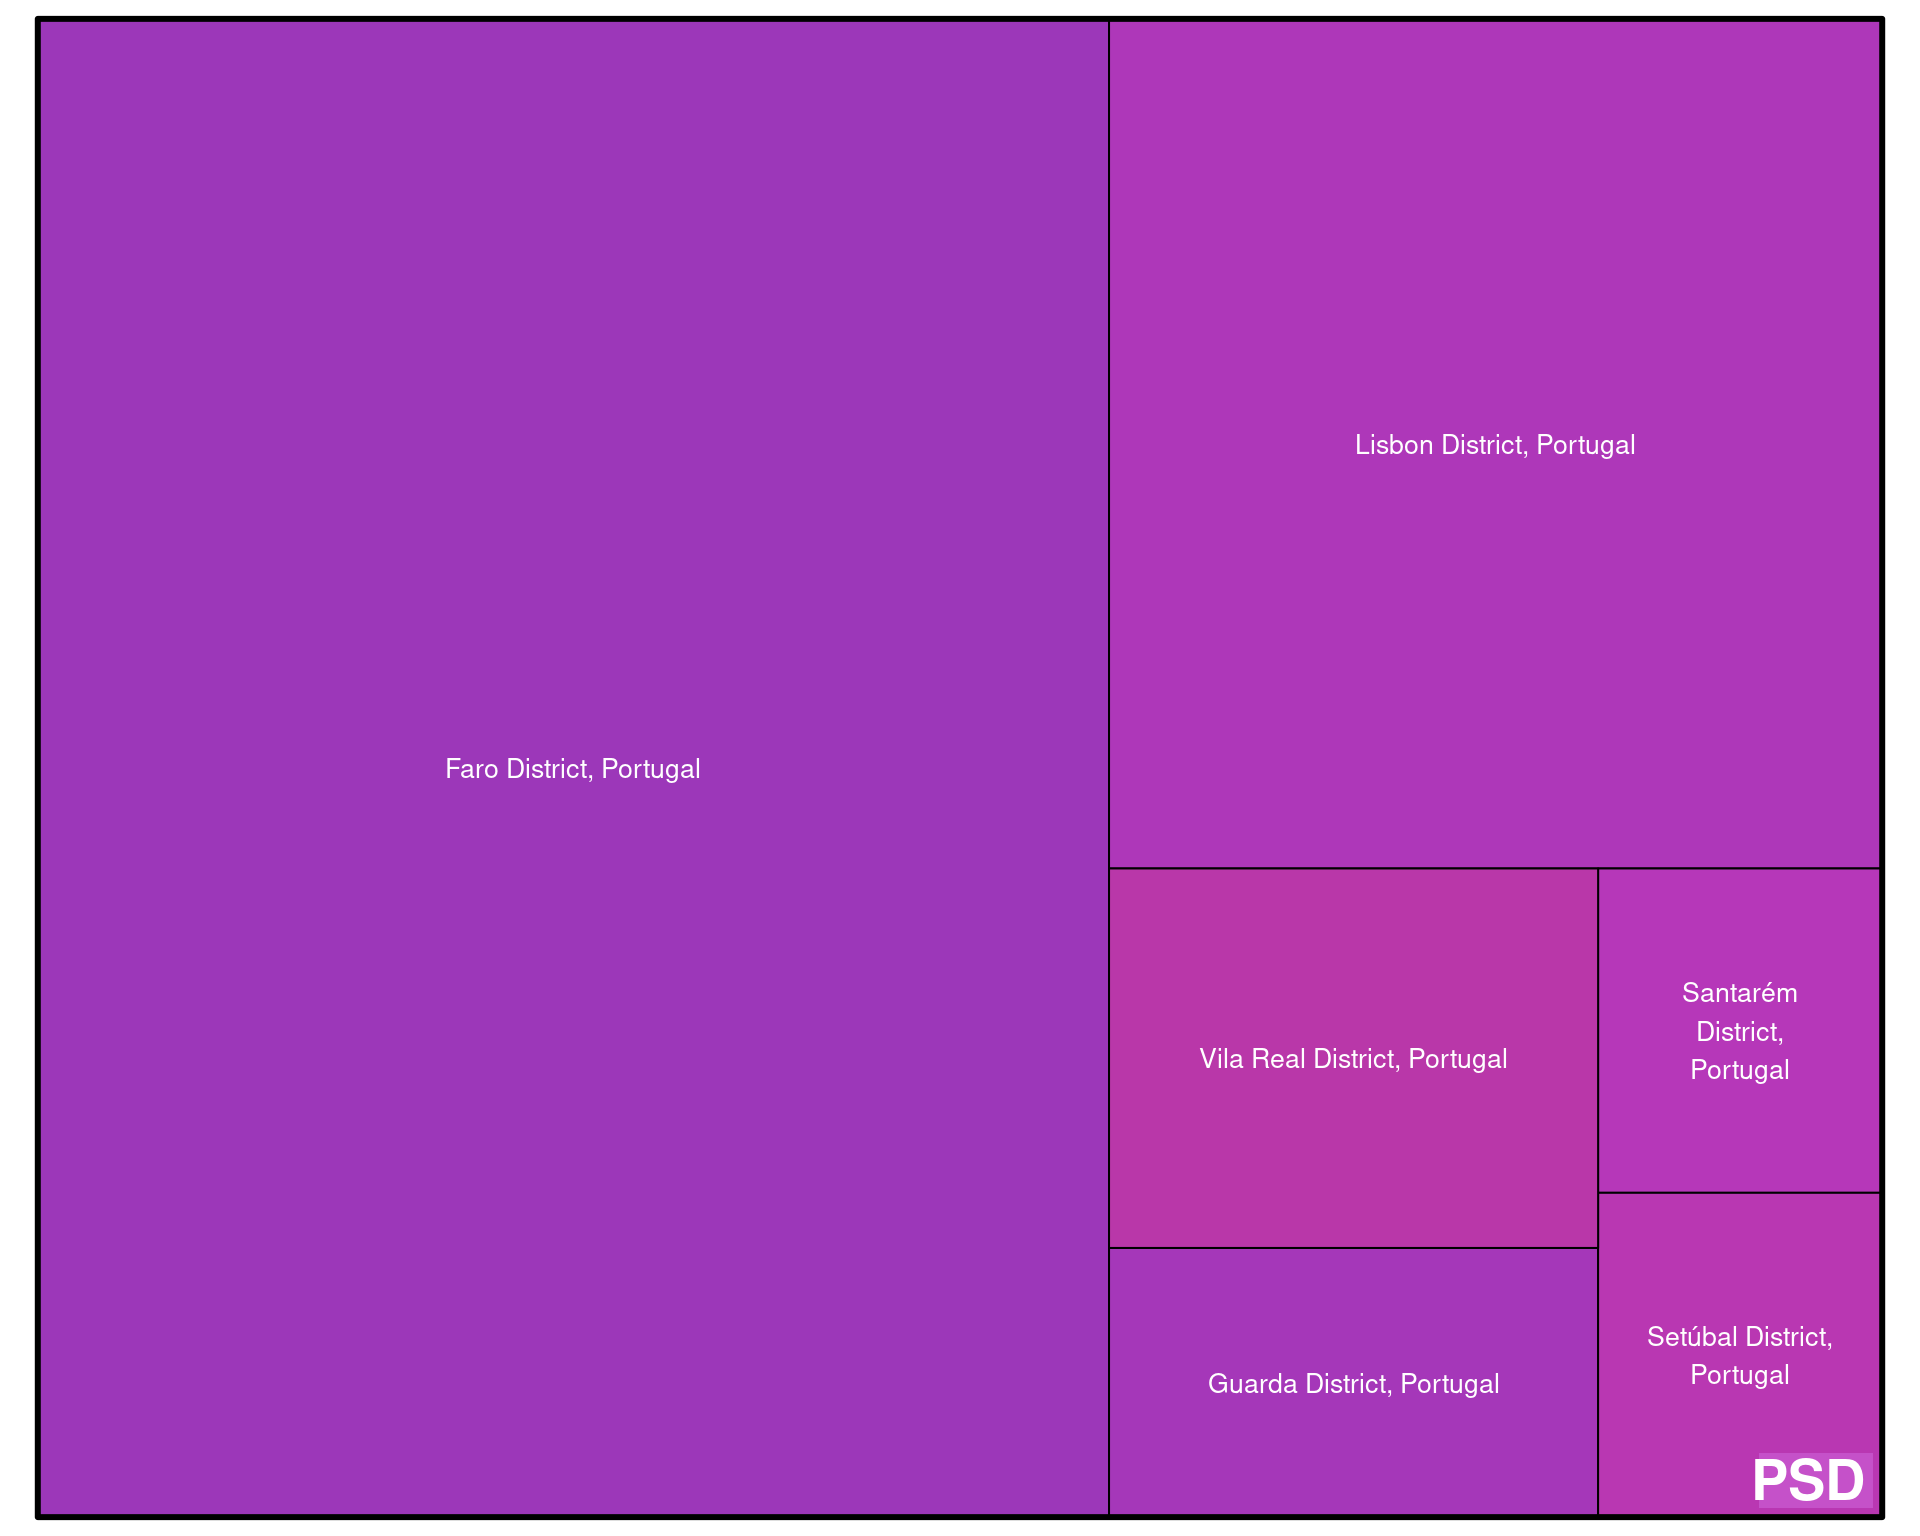 Faro District, Portugal
Lisbon District, Portugal
Vila Real District, Portugal
Santarém
District,
Portugal
Guarda District, Portugal
Setúbal District,
Portugal
PSD